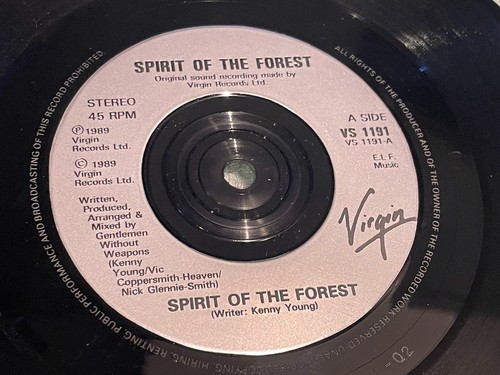 SPIRIT OF THE FOREST
Original sound recording made by
Virgin Records Ltd.
STEREO
45 RPM
℗ 1989
Virgin
Records Ltd.
© 1989
Virgin
Records Ltd.
Written,
Produced,
Arranged &
Mixed by
Gentlemen
Without
Weapons
(Kenny
Young/Vic
Coppersmith-Heaven/
Nick Glennie-Smith)
A SIDE
VS 1191
VS 1191-A
E.L.F.
Music
Virgin
SPIRIT OF THE FOREST
(Writer: Kenny Young)
ALL RIGHTS OF THE PRODUCER AND OF THE OWNER OF THE RECORDED WORK RESERVED
COPYING, HIRING, RENTING, PUBLIC PERFORMANCE AND BROADCASTING OF THIS RECORD PROHIBITED.